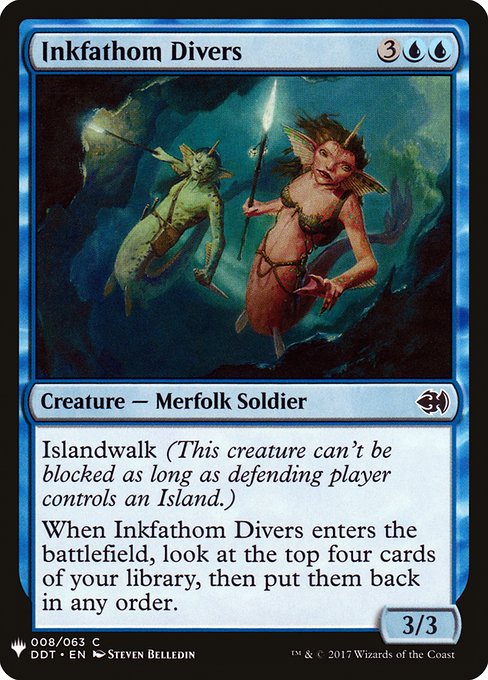 Inkfathom Divers 3
Creature — Merfolk Soldier
Islandwalk (This creature can't be
blocked as long as defending player
controls an Island.)
When Inkfathom Divers enters the
battlefield, look at the top four cards
of your library, then put them back
in any order.
3/3
008/063 C
DDT • EN Steven Belledin
™ & © 2017 Wizards of the Coast